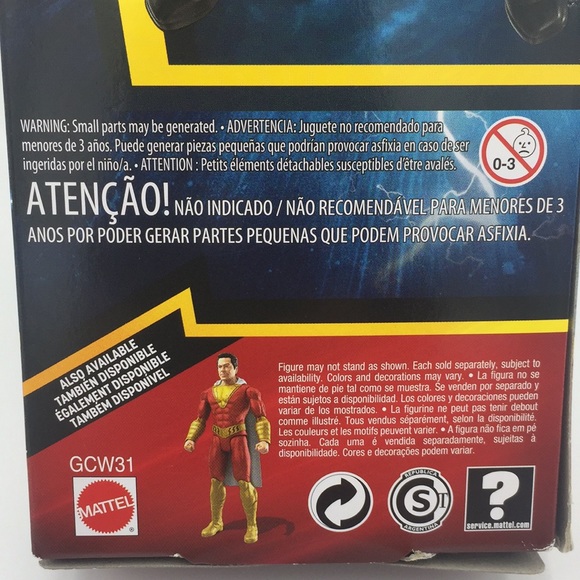 WARNING: Small parts may be generated. • ADVERTENCIA: Juguete no recomendado para
menores de 3 años. Puede generar piezas pequeñas que podrían provocar asfixia en caso de ser
ingeridas por el niño/a. • ATTENTION : Petits éléments détachables susceptibles d'être avalés.
0-3
ATENÇÃO! NÃO INDICADO / NÃO RECOMENDÁVEL PARA MENORES DE 3
ANOS POR PODER GERAR PARTES PEQUENAS QUE PODEM PROVOCAR ASFIXIA.
ALSO AVAILABLE
TAMBIÉN DISPONIBLE
ÉGALEMENT DISPONIBLE
TAMBÉM DISPONIVEL
GCW31
MATTEL
Figure may not stand as shown. Each sold separately, subject to
availability. Colors and decorations may vary. • La figura no se
mantiene de pie tal como se muestra. Se venden por separado y
están sujetos a disponibilidad. Los colores y decoraciones pueden
variar de los mostrados. • La figurine ne peut pas tenir debout
comme illustré. Tous vendus séparément, selon la disponibilité.
Les couleurs et les motifs peuvent varier. • A figura não fica em pé
sozinha. Cada uma é vendida separadamente, sujeitas à
disponibilidade. Cores e decorações podem variar.
REPUBLICA
S T
ARGENTINA
?
service.mattel.com